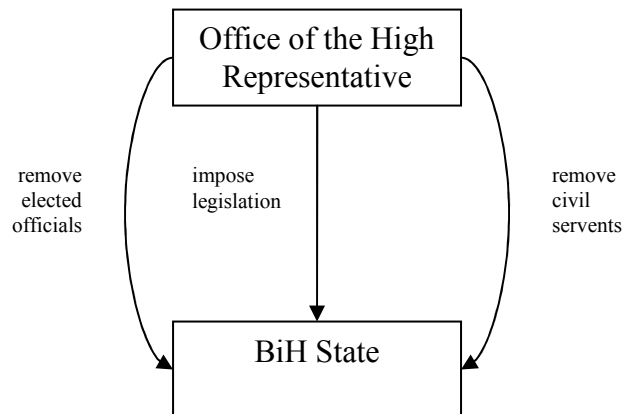 Office of the High
Representative
remove
elected
officials
impose
legislation
remove
civil
servents
BiH State